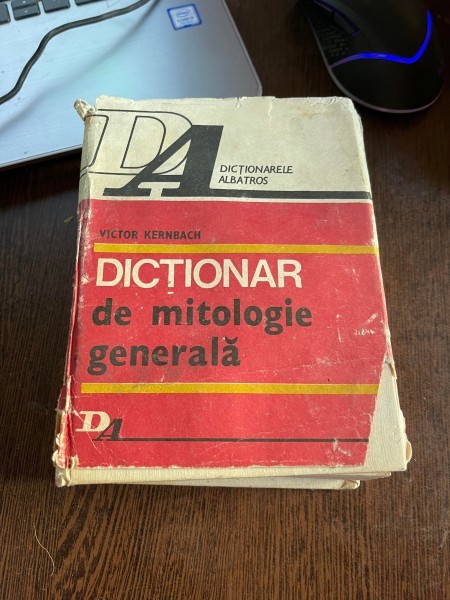 DA
DICȚIONARELE
ALBATROS
VICTOR KERNBACH
DICȚIONAR
de mitologie
generală
DA